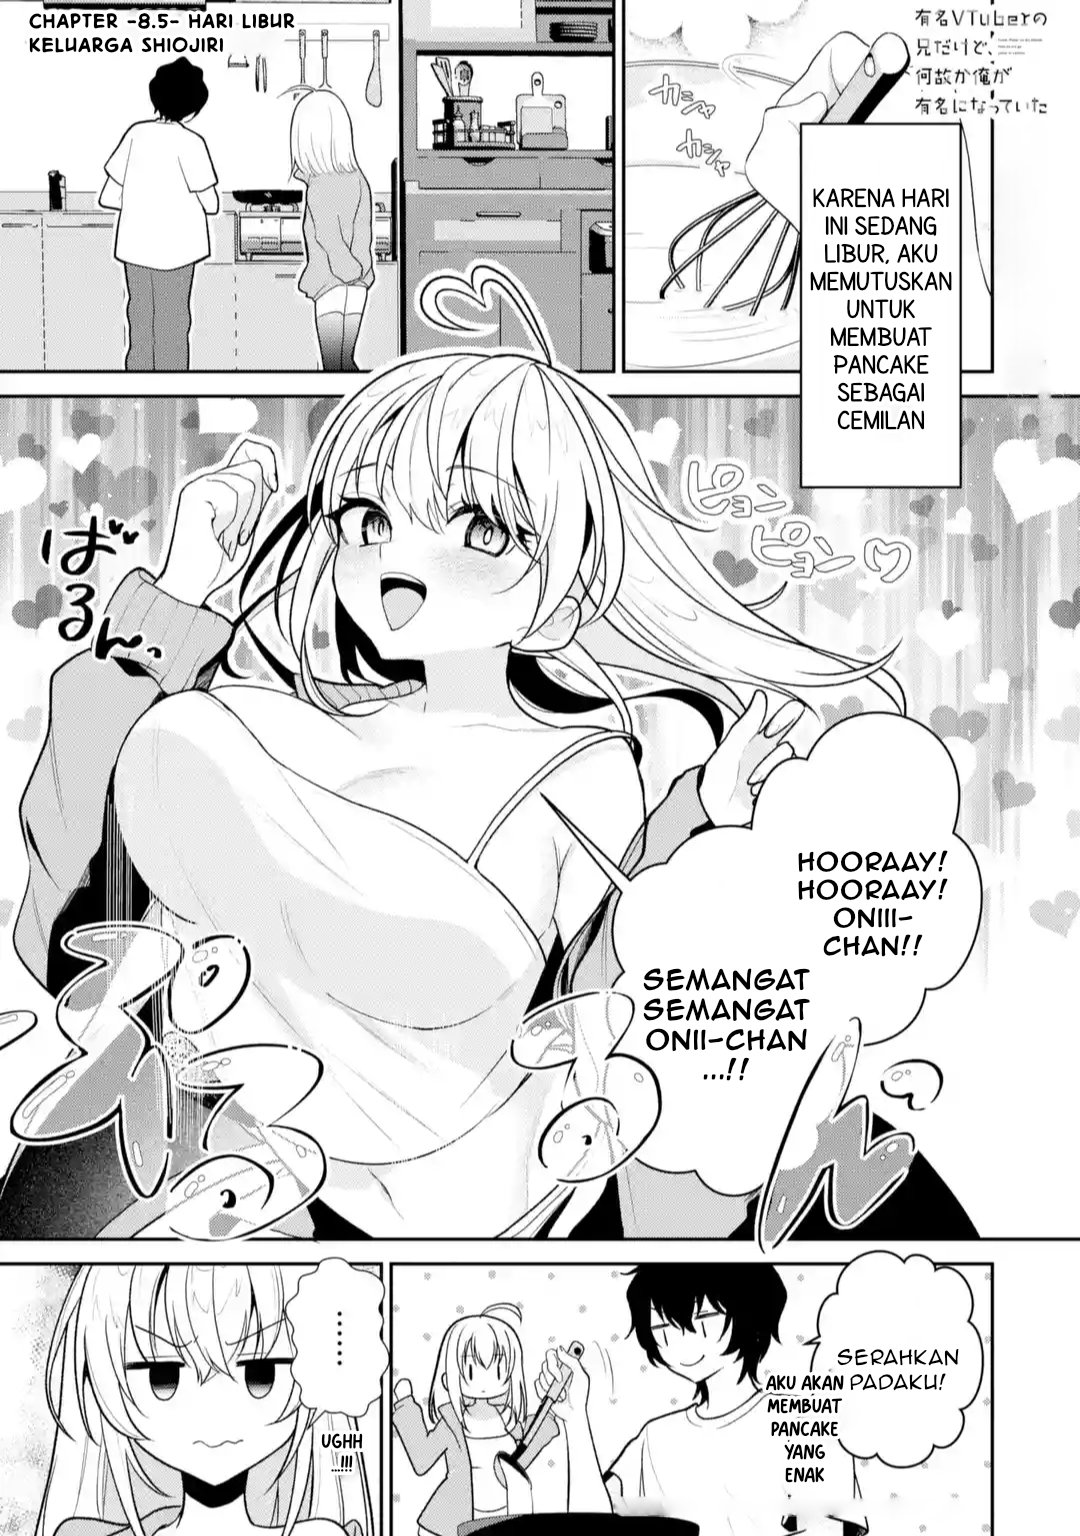 CHAPTER -8.5- HARI LIBUR
KELUARGA SHIOJIRI
有名VTuberの
兄だけど、
何故か俺が
有名になっていた
カシャ
カシャ
KARENA HARI
INI SEDANG
LIBUR, AKU
MEMUTUSKAN
UNTUK
MEMBUAT
PANCAKE
SEBAGAI
CEMILAN
ピョン
ピョン
ばるんっ
HOORAAY!
HOORAAY!
ONIII-
CHAN!!
SEMANGAT
SEMANGAT
ONII-CHAN
...!!
SERAHKAN
PADAKU!
AKU AKAN
MEMBUAT
PANCAKE
YANG
ENAK
......
UGHH
...!!!